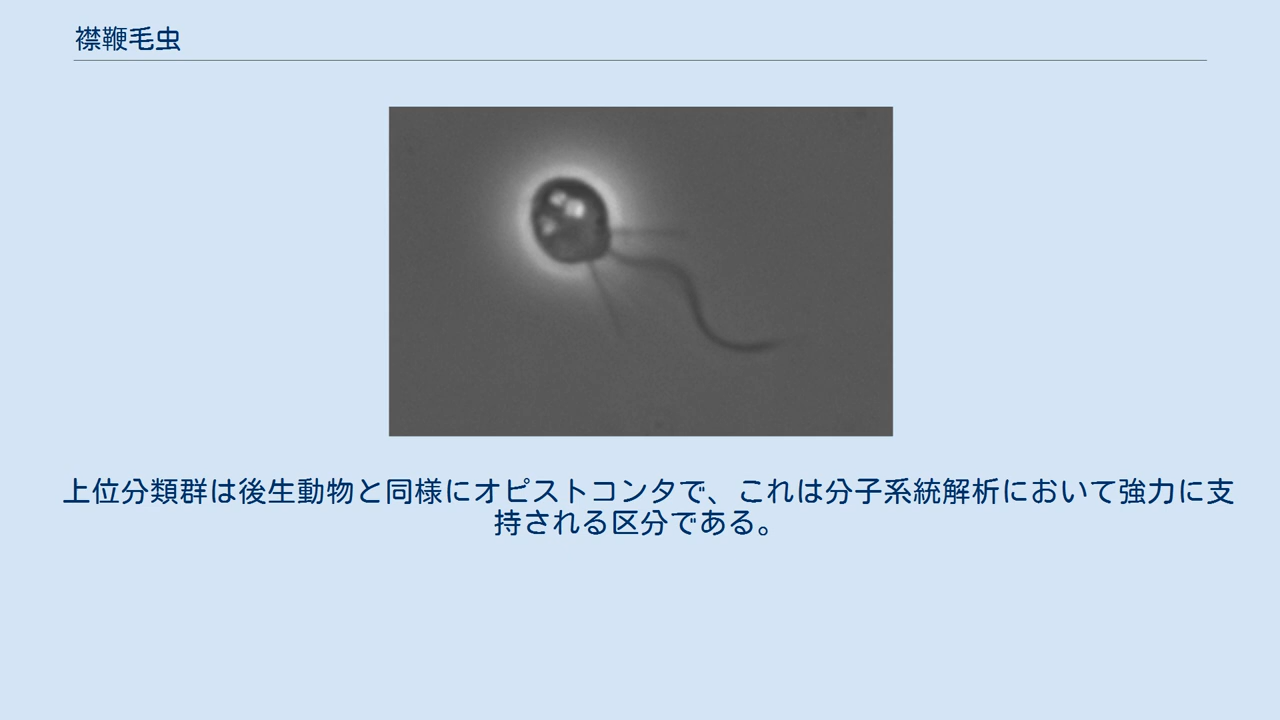 襟鞭毛虫
上位分類群は後生動物と同様にオピストコンタで、これは分子系統解析において強力に支
持される区分である。